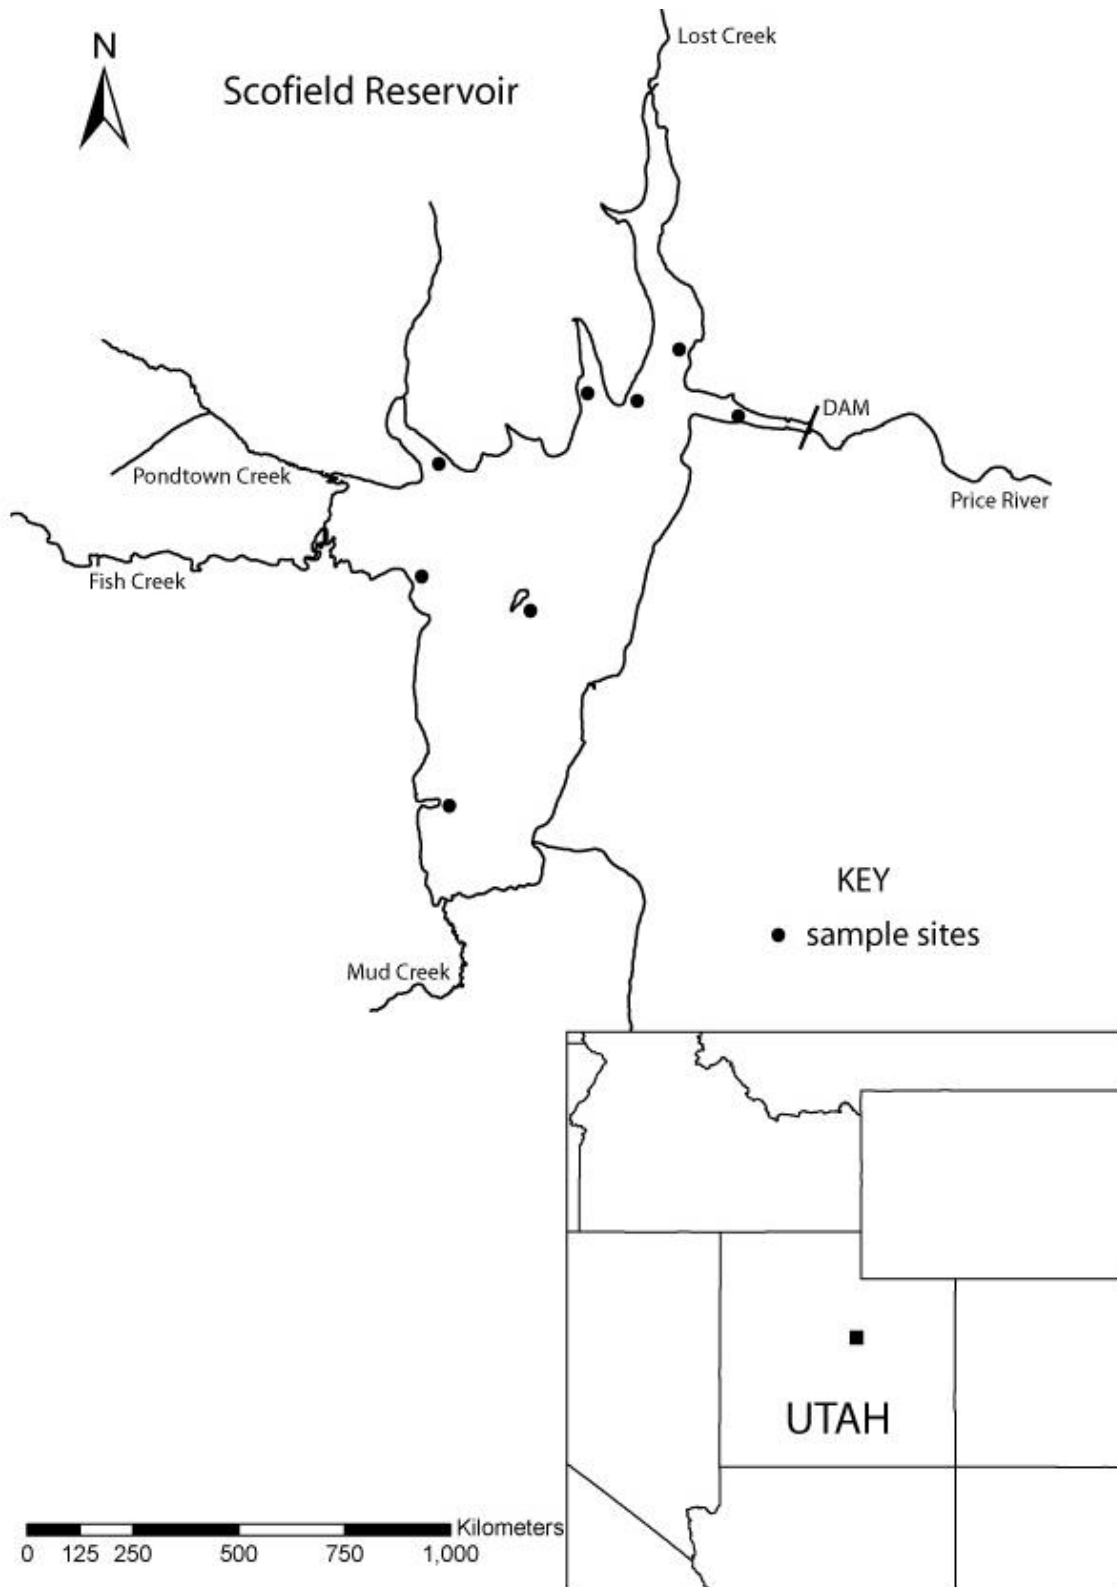 Lost Creek
N
Scofield Reservoir
DAM
Pondtown Creek
Price River
Fish Creek
KEY
sample sites
Mud Creek
UTAH
Kilometers
0 125 250 500 750 1,000